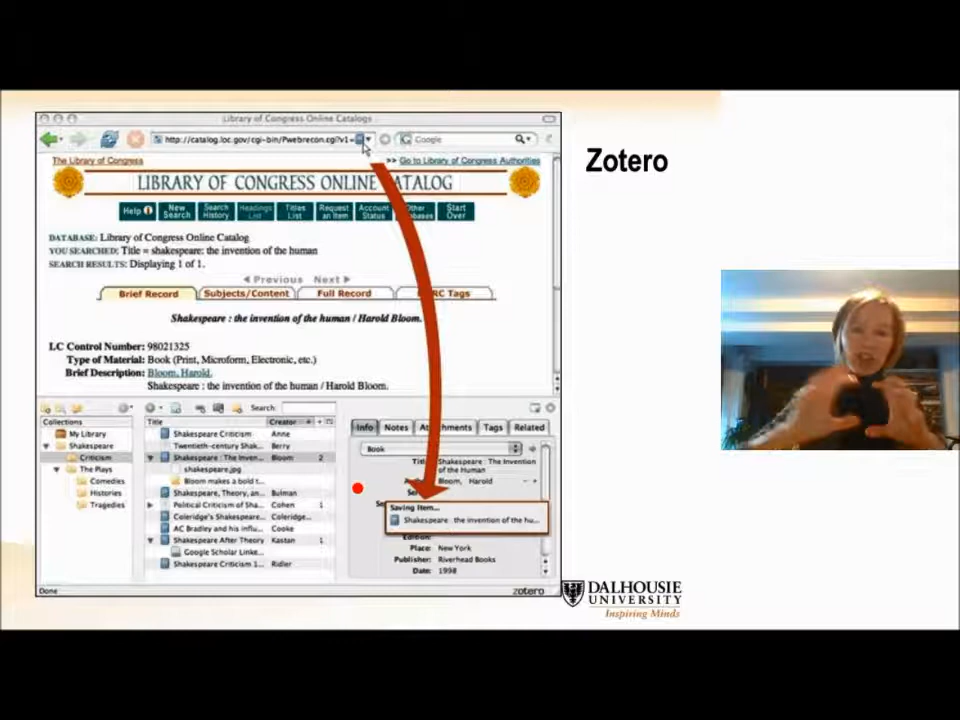 Library of Congress Online Catalogs
http://catalog.loc.gov/cgi-bin/Pwebrecon.cgi?v1=
Google
Zotero
The Library of Congress
>> Go to Library of Congress Authorities
LIBRARY OF CONGRESS ONLINE CATALOG
Help
New Search
Search History
Headings List
Titles List
Request an Item
Account Status
Other
Start Over
DATABASE: Library of Congress Online Catalog
YOU SEARCHED: Title = shakespeare: the invention of the human
SEARCH RESULTS: Displaying 1 of 1.
Previous Next
Brief Record
Subjects/Content
Full Record
Tags
Shakespeare : the invention of the human / Harold Bloom.
LC Control Number: 98021325
Type of Material: Book (Print, Microform, Electronic, etc.)
Brief Description: Bloom, Harold.
Shakespeare : the invention of the human / Harold Bloom.
Search:
Collections
Title Creator
Info Notes Attachments Tags Related
My Library
Shakespeare
Criticism
The Plays
Comedies
Histories
Tragedies
Shakespeare Criticism Anne
Twentieth-century Shak... Berry
Shakespeare : The Inven... Bloom 2
shakespeare.jpg
Bloom makes a bold t...
Shakespeare, Theory, an... Bulman
Political Criticism of Sha... Cohen 1
Coleridge's Shakespeare... Coleridge...
AC Bradley and his influ... Cooke
Shakespeare After Theory Kastan 1
Google Scholar Linke...
Shakespeare Criticism 1... Ridler
Book
Shakespeare : The Invention
of the Human
Bloom, Harold
Saving Item...
Shakespeare : the invention of the hu...
Edition:
Place: New York
Publisher: Riverhead Books
Date: 1998
Done
zotero
DALHOUSIE
UNIVERSITY
Inspiring Minds